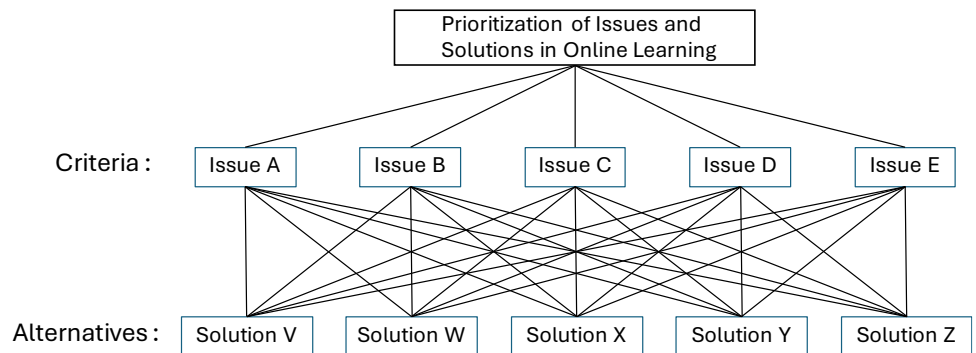 Prioritization of Issues and
Solutions in Online Learning
Criteria :
Issue A
Issue B
Issue C
Issue D
Issue E
Alternatives :
Solution V
Solution W
Solution X
Solution Y
Solution Z